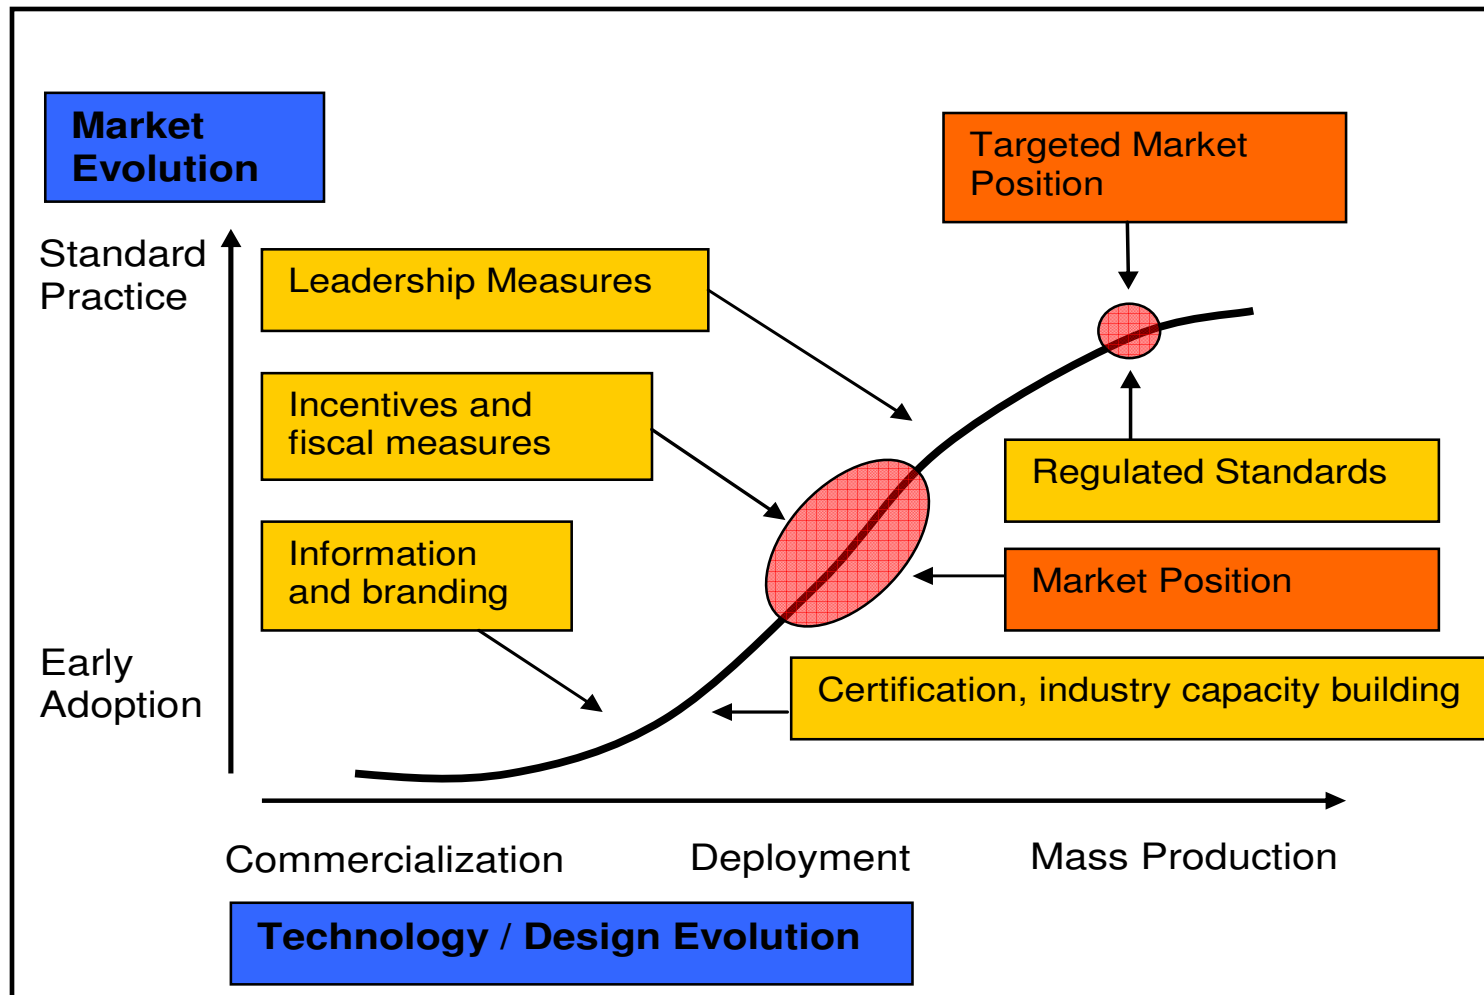 Market
Evolution
Targeted Market
Position
Standard
Practice
Leadership Measures
Incentives and
fiscal measures
Regulated Standards
Information
and branding
Market Position
Early
Adoption
Certification, industry capacity building
Commercialization
Deployment
Mass Production
Technology / Design Evolution